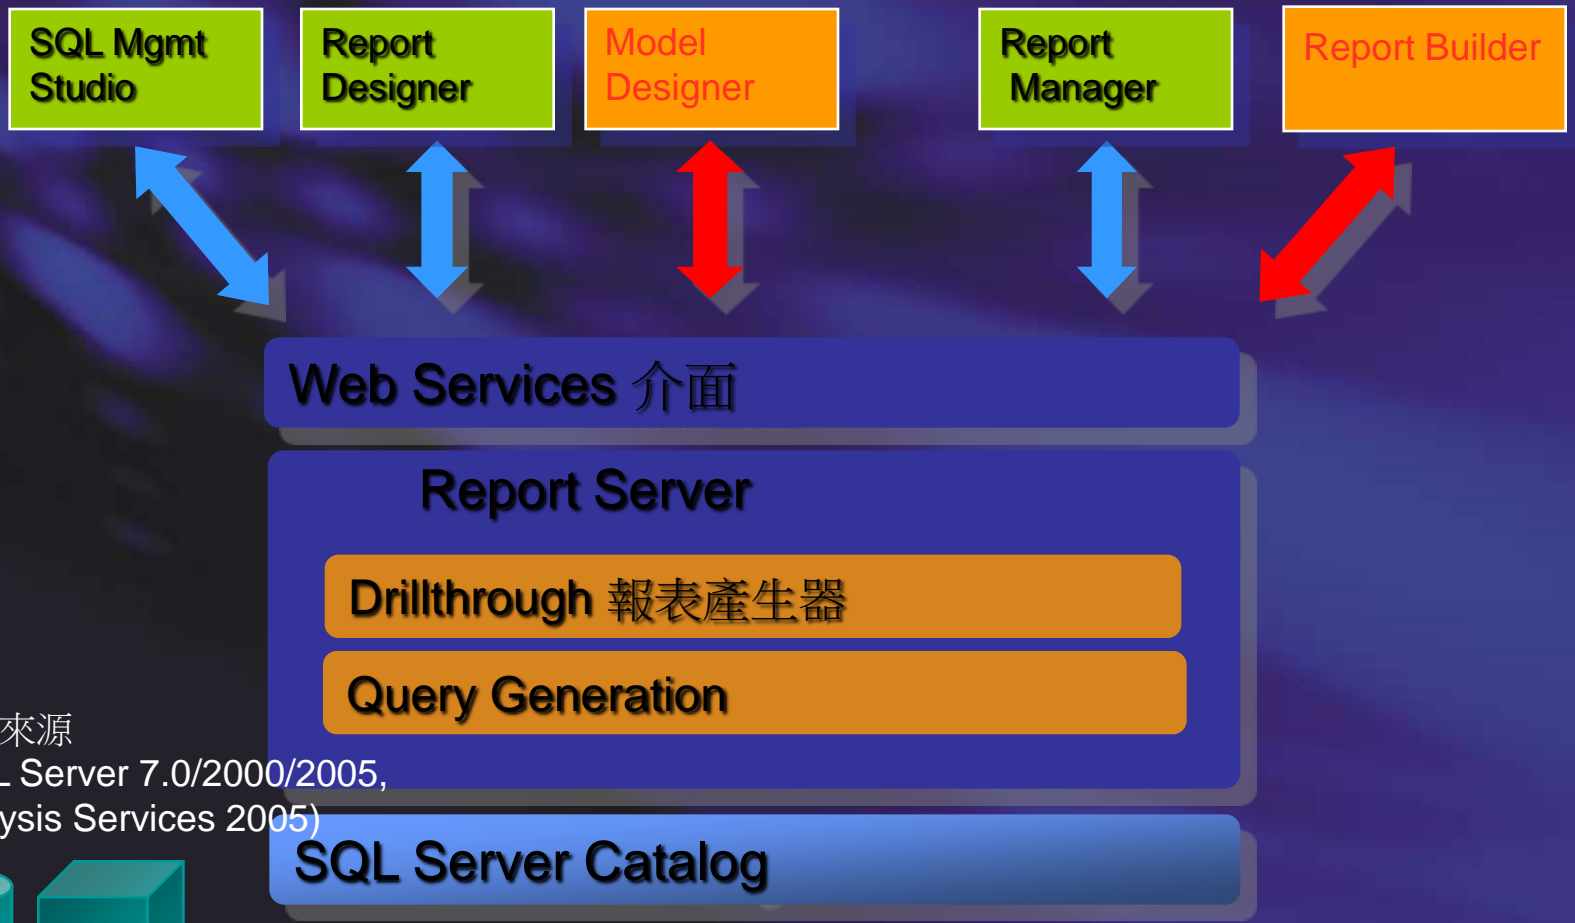 SQL Mgmt
Studio
Report
Designer
Model
Designer
Report
Manager
Report Builder
Web Services 介面
Report Server
Drillthrough 報表產生器
Query Generation
來源
L Server 7.0/2000/2005,
ysis Services 2005)
SQL Server Catalog